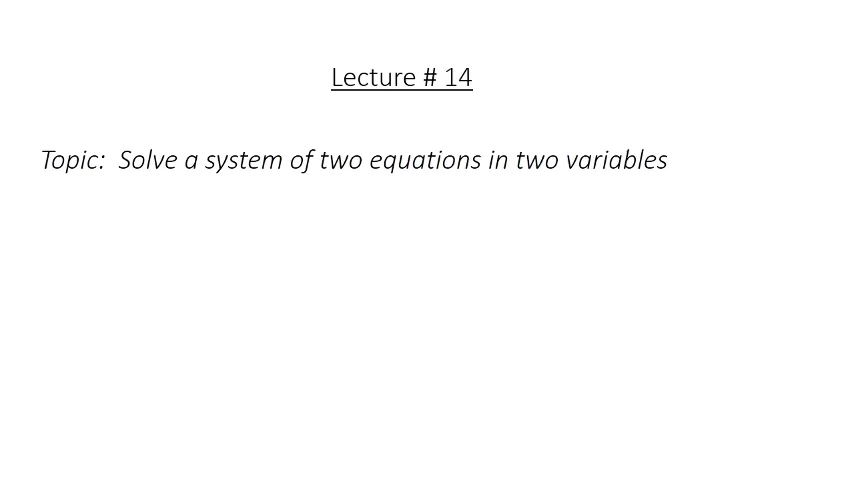 Lecture # 14
Topic:  Solve a system of two equations in two variables